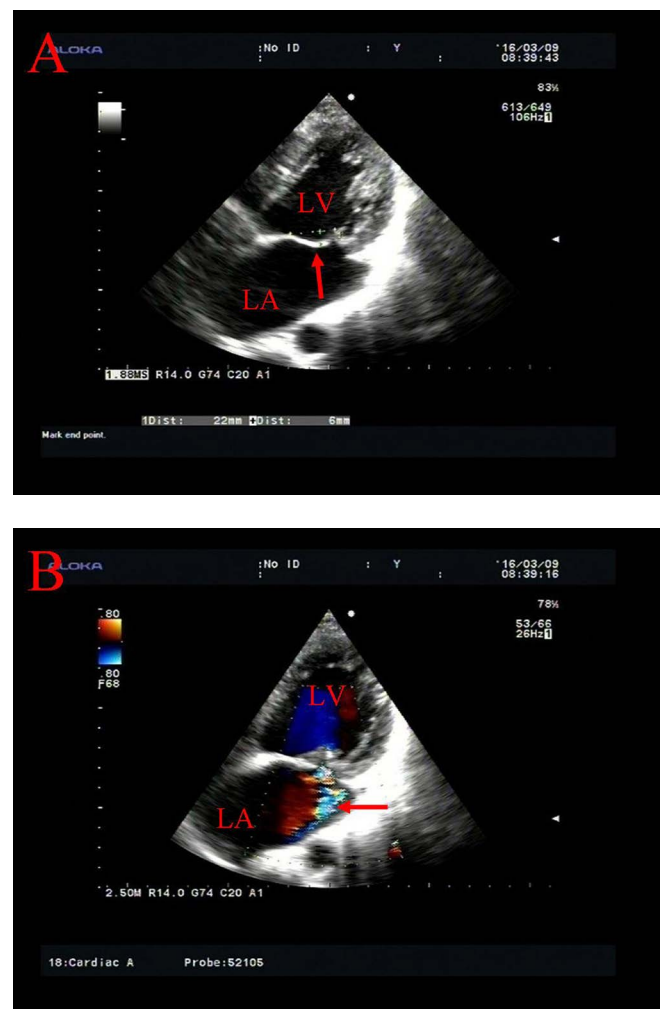 A
ALOKA :No ID : Y '16/03/09
: : 08:39:43
83%
613/649
106Hz1
LV
LA
1.88MS R14.0 G74 C20 A1
1Dist: 22mm +Dist: 6mm
Mark end point.
B
ALOKA :No ID : Y '16/03/09
: : 08:39:16
78%
.80
53/66
26Hz1
.80
F68
LV
LA
2.50M R14.0 G74 C20 A1
18:Cardiac A Probe:52105